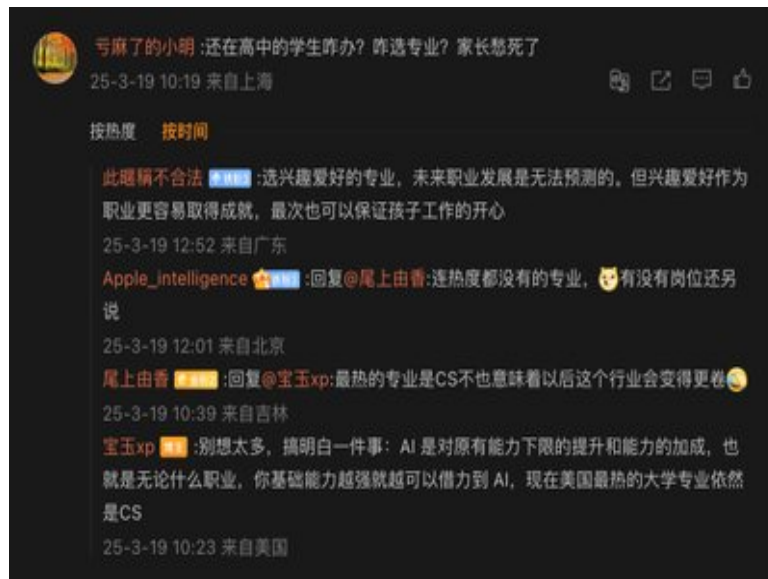 亏麻了的小明:还在高中的学生咋办？咋选专业？家长愁死了
25-3-19 10:19 来自上海
按热度 按时间
此暱稱不合法 :选兴趣爱好的专业，未来职业发展是无法预测的。但兴趣爱好作为
职业更容易取得成就，最次也可以保证孩子工作的开心
25-3-19 12:52 来自广东
Apple_intelligence :回复@尾上由香:连热度都没有的专业，有没有岗位还另
说
25-3-19 12:01 来自北京
尾上由香 :回复@宝玉xp:最热的专业是CS不也意味着以后这个行业会变得更卷
25-3-19 10:39 来自吉林
宝玉xp 博主 :别想太多，搞明白一件事：AI 是对原有能力下限的提升和能力的加成，也
就是无论什么职业，你基础能力越强就越可以借力到 AI，现在美国最热的大学专业依然
是CS
25-3-19 10:23 来自美国